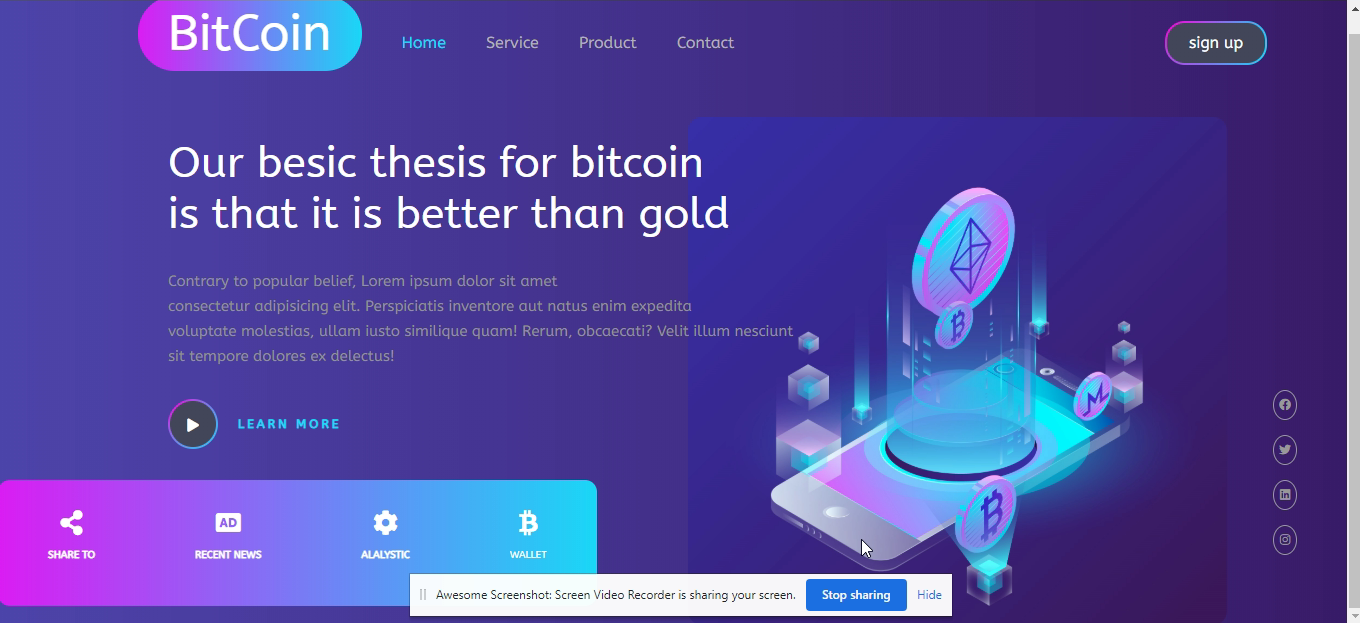 BitCoin
Home Service Product Contact
sign up
Our besic thesis for bitcoin
is that it is better than gold
Contrary to popular belief, Lorem ipsum dolor sit amet
consectetur adipisicing elit. Perspiciatis inventore aut natus enim expedita
voluptate molestias, ullam iusto similique quam! Rerum, obcaecati? Velit illum nesciunt
sit tempore dolores ex delectus!
LEARN MORE
AD
SHARE TO RECENT NEWS ALALYSTIC WALLET
Awesome Screenshot: Screen Video Recorder is sharing your screen. Stop sharing Hide